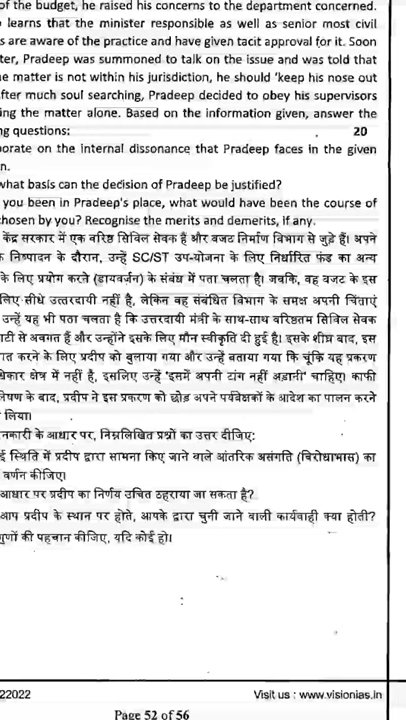 of the budget, he raised his concerns to the department concerned.
learns that the minister responsible as well as senior most civil
s are aware of the practice and have given tacit approval for it. Soon
ter, Pradeep was summoned to talk on the issue and was told that
e matter is not within his jurisdiction, he should 'keep his nose out
fter much soul searching, Pradeep decided to obey his supervisors
ing the matter alone. Based on the information given, answer the
ng questions: 20
orate on the internal dissonance that Pradeep faces in the given
n.
what basis can the decision of Pradeep be justified?
you been in Pradeep's place, what would have been the course of
hosen by you? Recognise the merits and demerits, if any.
केंद्र सरकार में एक वरिष्ठ सिविल सेवक हैं और बजट निर्माण विभाग से जुड़े हैं। अपने
निष्पादन के दौरान, उन्हें SC/ST उप-योजना के लिए निर्धारित फंड का अन्य
के लिए प्रयोग करने (डायवर्ज़न) के संबंध में पता चलता है। जबकि, वह बजट के इस
लिए सीधे उत्तरदायी नहीं है, लेकिन वह संबंधित विभाग के समक्ष अपनी चिंताएं
उन्हें यह भी पता चलता है कि उत्तरदायी मंत्री के साथ-साथ वरिष्ठतम सिविल सेवक
टी से अवगत हैं और उन्होंने इसके लिए मौन स्वीकृति दी हुई है। इसके शीघ्र बाद, इस
ात करने के लिए प्रदीप को बुलाया गया और उन्हें बताया गया कि चूंकि यह प्रकरण
धिकार क्षेत्र में नहीं है, इसलिए उन्हें 'इसमें अपनी टांग नहीं अड़ानी' चाहिए। काफी
लेषण के बाद, प्रदीप ने इस प्रकरण को छोड़ अपने पर्यवेक्षकों के आदेश का पालन करने
लिया।
नकारी के आधार पर, निम्नलिखित प्रश्नों का उत्तर दीजिए:
ई स्थिति में प्रदीप द्वारा सामना किए जाने वाले आंतरिक असंगति (विरोधाभास) का
वर्णन कीजिए।
आधार पर प्रदीप का निर्णय उचित ठहराया जा सकता है?
आप प्रदीप के स्थान पर होते, आपके द्वारा चुनी जाने वाली कार्यवाही क्या होती?
गुणों की पहचान कीजिए, यदि कोई हो।
22022 Visit us : www.visionias.in
Page 52 of 56